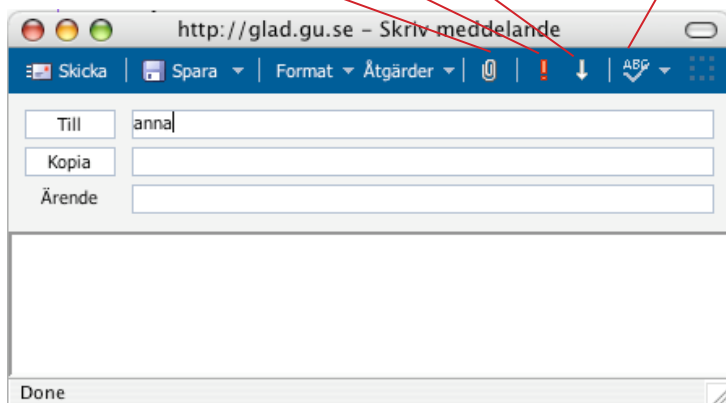 http://glad.gu.se – Skriv meddelande
Skicka Spara Format Åtgärder ABC
Till anna
Kopia
Ärende
Done